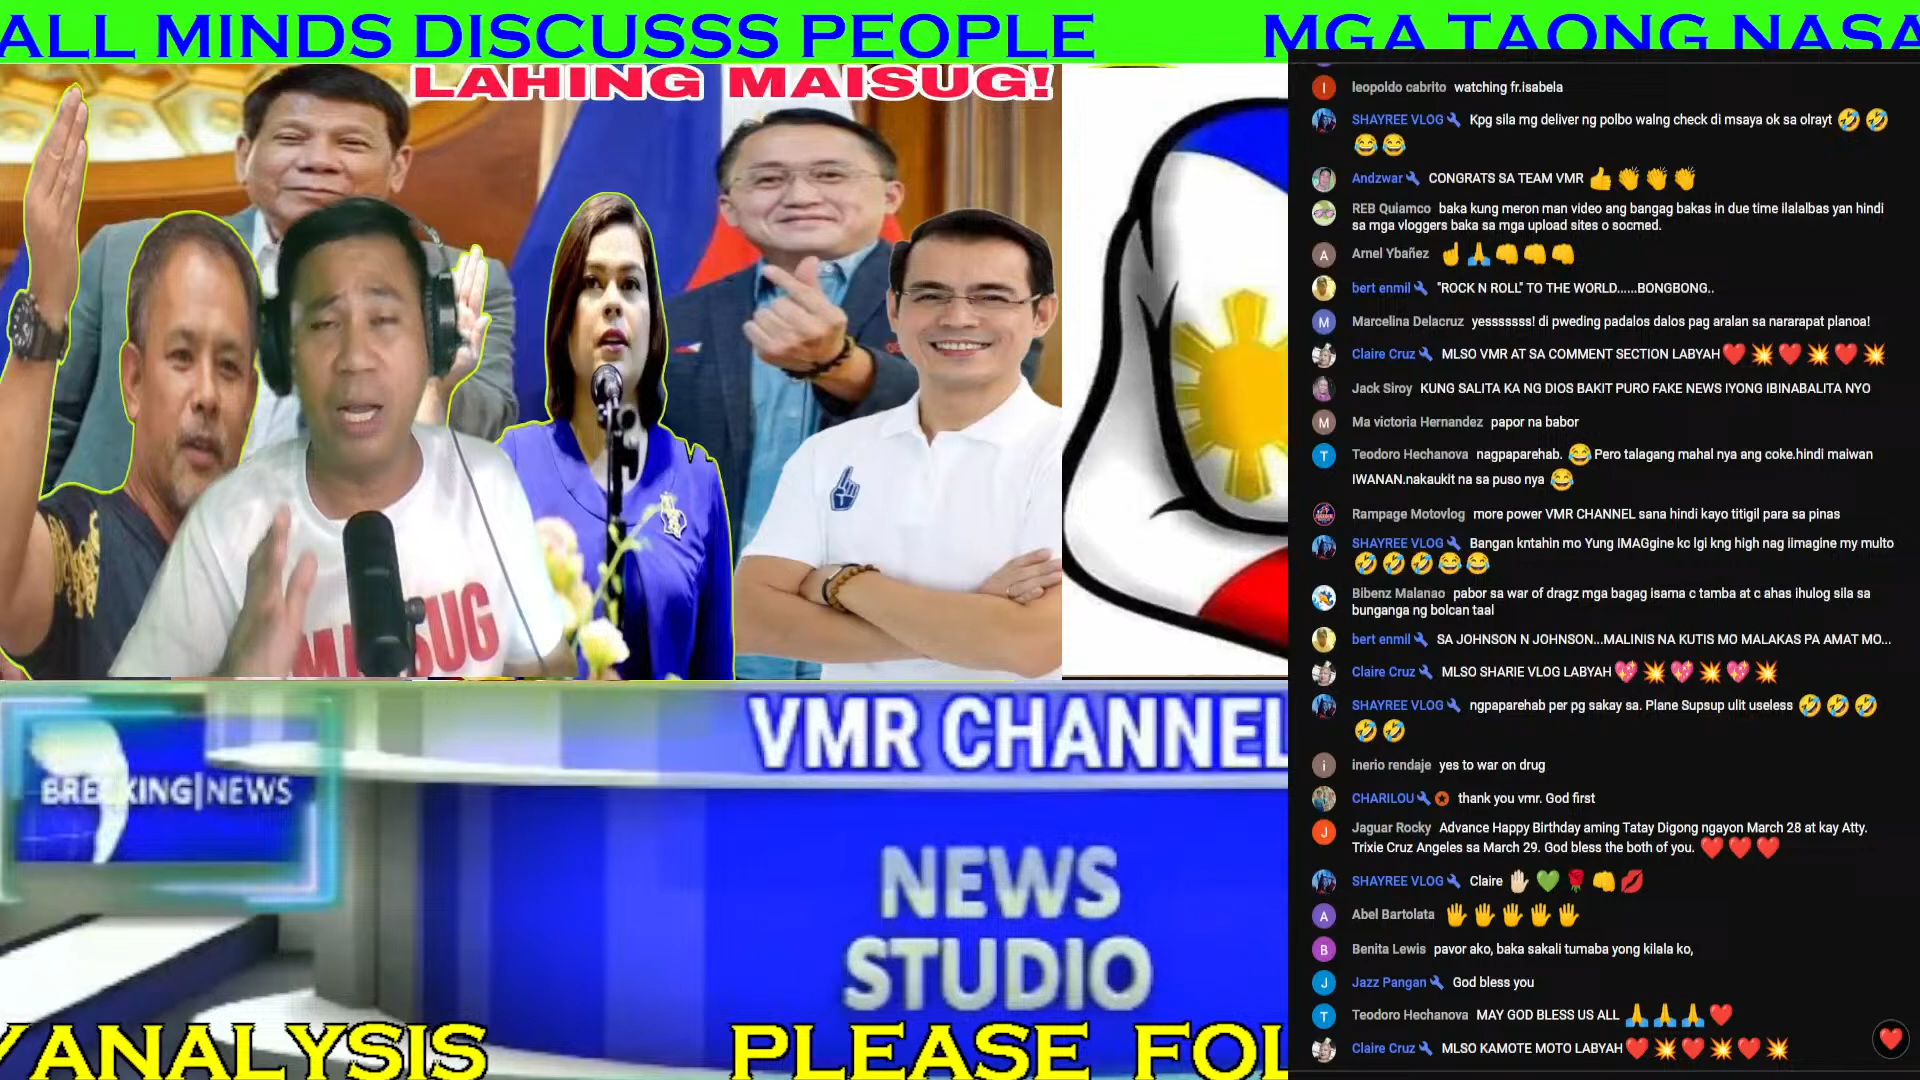 ALL MINDS DISCUSSS PEOPLE
MGA TAONG NASA
LAHING MAISUG!
BREAKING|NEWS
VMR CHANNEL
NEWS
STUDIO
YANALYSIS
PLEASE FOL
leopoldo cabrito watching fr.isabela
SHAYREE VLOG Kpg sila mg deliver ng polbo walng check di msaya ok sa olrayt 🤣 🤣
😂 😂
Andzwar CONGRATS SA TEAM VMR 👍 👏 👏 👏
REB Quiamco baka kung meron man video ang bangag bakas in due time ilalalbas yan hindi
sa mga vloggers baka sa mga upload sites o socmed.
A
Arnel Ybañez ☝ 🙏 👊 👊 👊
bert enmil "ROCK N ROLL" TO THE WORLD......BONGBONG..
M
Marcelina Delacruz yesssssss! di pweding padalos dalos pag aralan sa nararapat planoa!
Claire Cruz MLSO VMR AT SA COMMENT SECTION LABYAH❤ 💥 ❤ 💥 ❤ 💥
Jack Siroy KUNG SALITA KA NG DIOS BAKIT PURO FAKE NEWS IYONG IBINABALITA NYO
M
Ma victoria Hernandez papor na babor
T
Teodoro Hechanova nagpaparehab. 😂 Pero talagang mahal nya ang coke.hindi maiwan
IWANAN.nakaukit na sa puso nya 😂
Rampage Motovlog more power VMR CHANNEL sana hindi kayo titigil para sa pinas
SHAYREE VLOG Bangan kntahin mo Yung IMAGgine kc lgi kng high nag iimagine my multo
🤣 🤣 🤣 😂 😂
Bibenz Malanao pabor sa war of dragz mga bagag isama c tamba at c ahas ihulog sila sa
bunganga ng bolcan taal
bert enmil SA JOHNSON N JOHNSON...MALINIS NA KUTIS MO MALAKAS PA AMAT MO...
Claire Cruz MLSO SHARIE VLOG LABYAH💖 💥 💖 💥 💖 💥
SHAYREE VLOG ngpaparehab per pg sakay sa. Plane Supsup ulit useless 🤣 🤣 🤣
🤣 🤣
i
inerio rendaje yes to war on drug
CHARILOU thank you vmr. God first
J
Jaguar Rocky Advance Happy Birthday aming Tatay Digong ngayon March 28 at kay Atty.
Trixie Cruz Angeles sa March 29. God bless the both of you. ❤ ❤ ❤
SHAYREE VLOG Claire ✋🏻 💚 🌹 👊 💋
A
Abel Bartolata 🖐 🖐 🖐 🖐 🖐
B
Benita Lewis pavor ako, baka sakali tumaba yong kilala ko,
J
Jazz Pangan God bless you
T
Teodoro Hechanova MAY GOD BLESS US ALL 🙏 🙏 🙏 ❤
Claire Cruz MLSO KAMOTE MOTO LABYAH❤ 💥 ❤ 💥 ❤ 💥